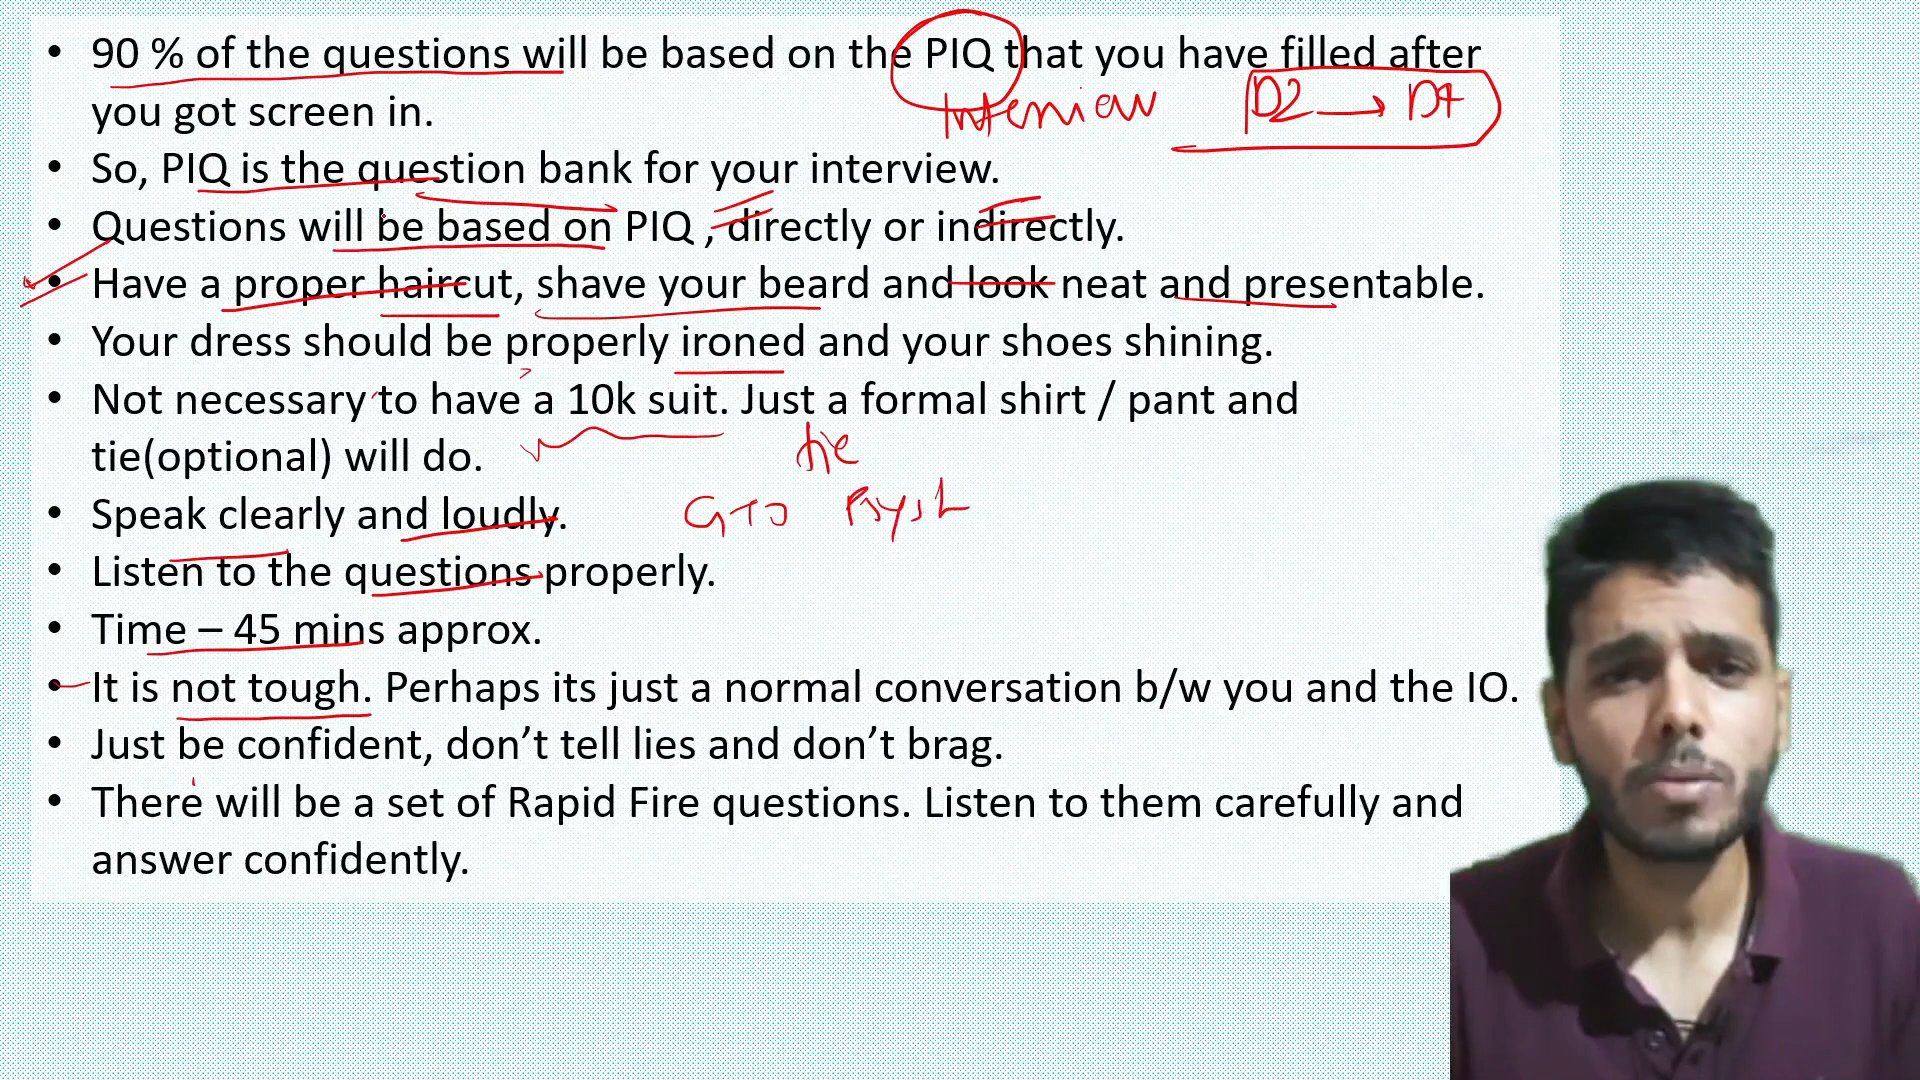 • 90 % of the questions will be based on the PIQ that you have filled after
you got screen in.
Interview D2 → D4
• So, PIQ is the question bank for your interview.
• Questions will be based on PIQ , directly or indirectly.
• Have a proper haircut, shave your beard and look neat and presentable.
• Your dress should be properly ironed and your shoes shining.
• Not necessary to have a 10k suit. Just a formal shirt / pant and
tie(optional) will do.
tie
• Speak clearly and loudly.
GTO Psych
• Listen to the questions properly.
• Time – 45 mins approx.
• It is not tough. Perhaps its just a normal conversation b/w you and the IO.
• Just be confident, don’t tell lies and don’t brag.
• There will be a set of Rapid Fire questions. Listen to them carefully and
answer confidently.